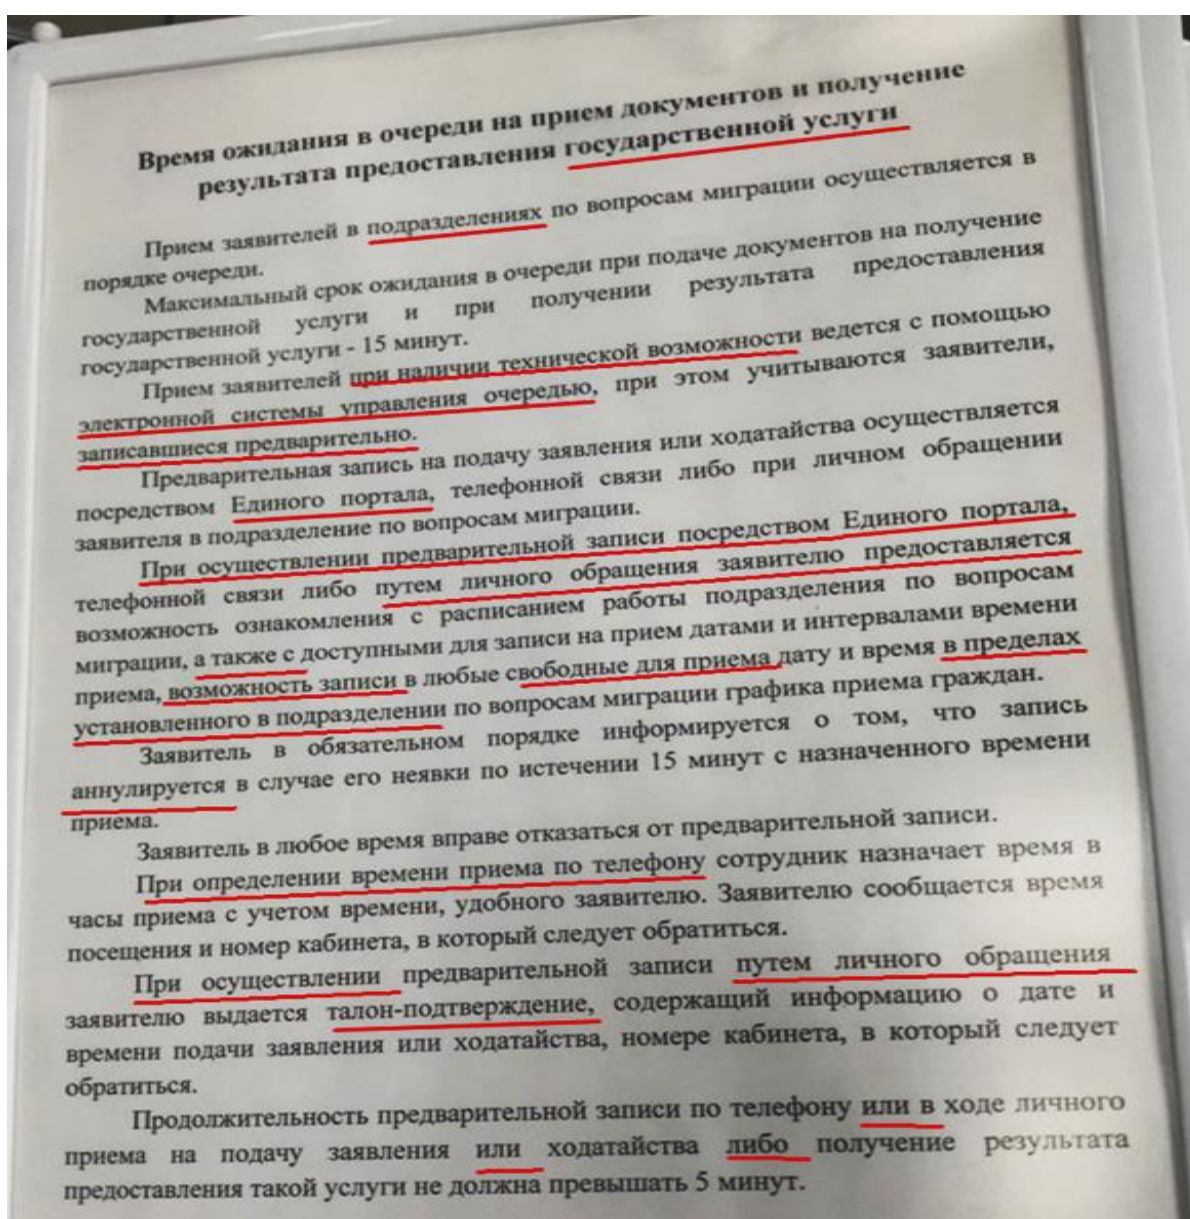 Время ожидания в очереди на прием документов и получение
результата предоставления государственной услуги
Прием заявителей в подразделениях по вопросам миграции осуществляется в
порядке очереди.
Максимальный срок ожидания в очереди при подаче документов на получение
государственной услуги и при получении результата предоставления
государственной услуги - 15 минут.
Прием заявителей при наличии технической возможности ведется с помощью
электронной системы управления очередью, при этом учитываются заявители,
записавшиеся предварительно.
Предварительная запись на подачу заявления или ходатайства осуществляется
посредством Единого портала, телефонной связи либо при личном обращении
заявителя в подразделение по вопросам миграции.
При осуществлении предварительной записи посредством Единого портала,
телефонной связи либо путем личного обращения заявителю предоставляется
возможность ознакомления с расписанием работы подразделения по вопросам
миграции, а также с доступными для записи на прием датами и интервалами времени
приема, возможность записи в любые свободные для приема дату и время в пределах
установленного в подразделении по вопросам миграции графика приема граждан.
Заявитель в обязательном порядке информируется о том, что запись
аннулируется в случае его неявки по истечении 15 минут с назначенного времени
приема.
Заявитель в любое время вправе отказаться от предварительной записи.
При определении времени приема по телефону сотрудник назначает время в
часы приема с учетом времени, удобного заявителю. Заявителю сообщается время
посещения и номер кабинета, в который следует обратиться.
При осуществлении предварительной записи путем личного обращения
заявителю выдается талон-подтверждение, содержащий информацию о дате и
времени подачи заявления или ходатайства, номере кабинета, в который следует
обратиться.
Продолжительность предварительной записи по телефону или в ходе личного
приема на подачу заявления или ходатайства либо получение результата
предоставления такой услуги не должна превышать 5 минут.